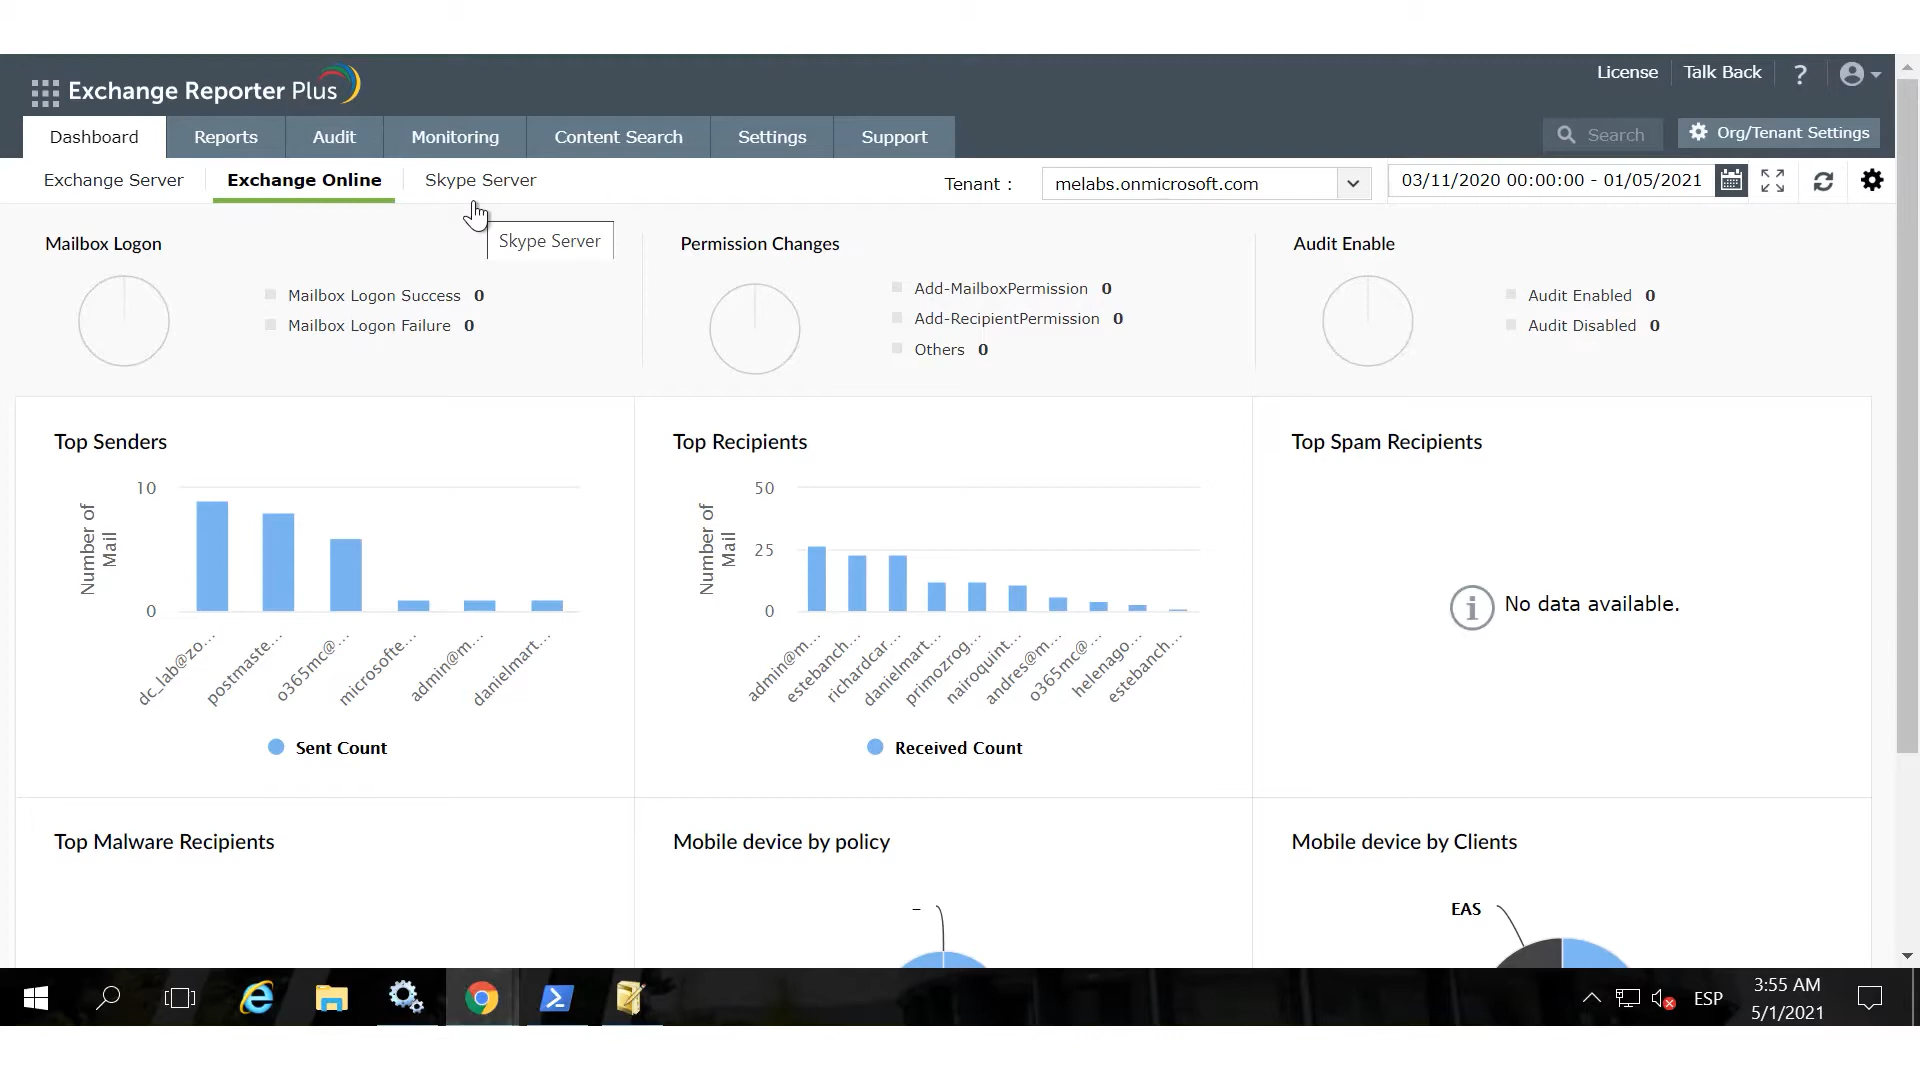 License
Talk Back
?
Exchange Reporter Plus
Dashboard
Reports
Audit
Monitoring
Content Search
Settings
Support
Search
Org/Tenant Settings
Exchange Server
Exchange Online
Skype Server
Tenant :
melabs.onmicrosoft.com
03/11/2020 00:00:00 - 01/05/2021
Skype Server
Mailbox Logon
Mailbox Logon Success 0
Mailbox Logon Failure 0
Permission Changes
Add-MailboxPermission 0
Add-RecipientPermission 0
Others 0
Audit Enable
Audit Enabled 0
Audit Disabled 0
Top Senders
Number of
Mail
10
0
dc_lab@zo...
postmaste...
o365mc@...
microsofte...
admin@m...
danielmart...
Sent Count
Top Recipients
Number of
Mail
50
25
0
admin@m...
estebanch...
richardcar...
danielmart...
primozrog...
nairoquint...
andres@m...
o365mc@...
helenago...
estebanch...
Received Count
Top Spam Recipients
No data available.
Top Malware Recipients
Mobile device by policy
–
Mobile device by Clients
EAS
ESP
3:55 AM
5/1/2021